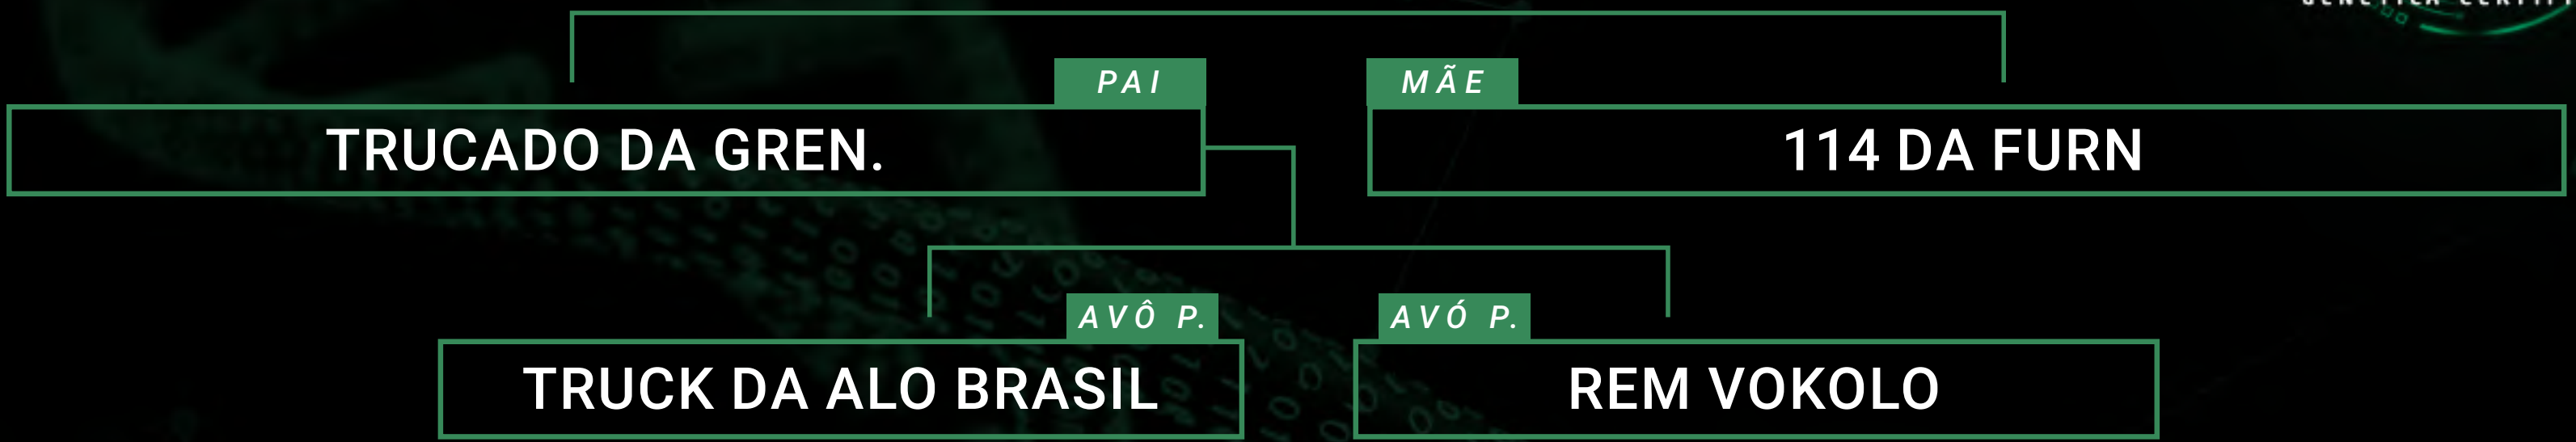 PAI
MÃE
TRUCADO DA GREN.
114 DA FURN
AVÔ P.
AVÓ P.
TRUCK DA ALO BRASIL
REM VOKOLO